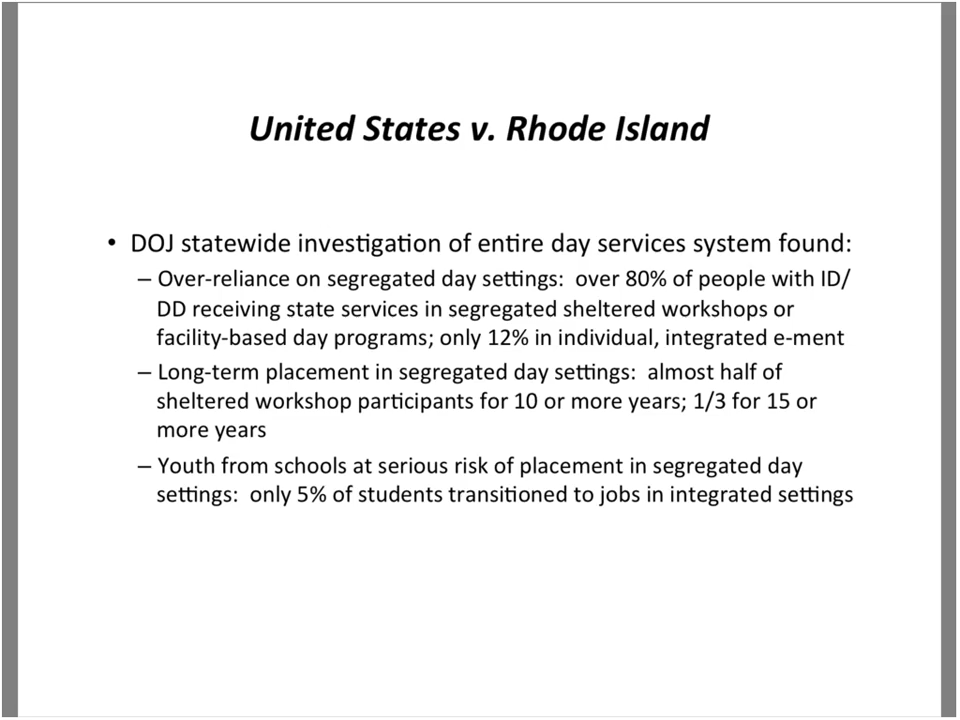 United States v. Rhode Island
• DOJ statewide investigation of entire day services system found:
– Over-reliance on segregated day settings:  over 80% of people with ID/
DD receiving state services in segregated sheltered workshops or
facility-based day programs; only 12% in individual, integrated e-ment
– Long-term placement in segregated day settings:  almost half of
sheltered workshop participants for 10 or more years; 1/3 for 15 or
more years
– Youth from schools at serious risk of placement in segregated day
settings:  only 5% of students transitioned to jobs in integrated settings